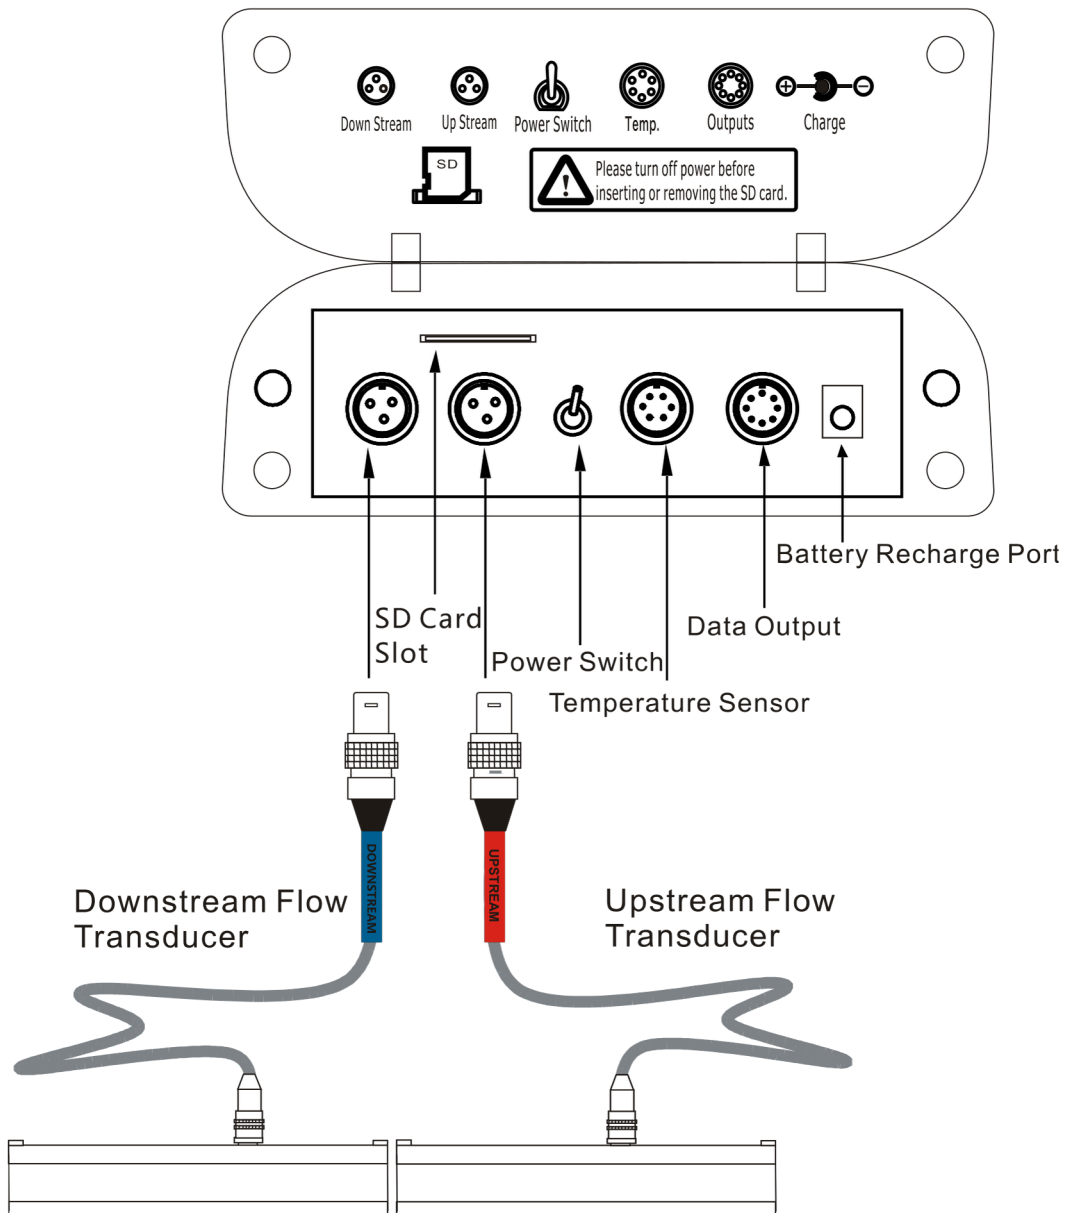 Down Stream
Up Stream
Power Switch
Temp.
Outputs
Charge
SD
Please turn off power before
inserting or removing the SD card.
Battery Recharge Port
SD Card
Slot
Data Output
Power Switch
Temperature Sensor
DOWNSTREAM
UPSTREAM
Downstream Flow
Transducer
Upstream Flow
Transducer